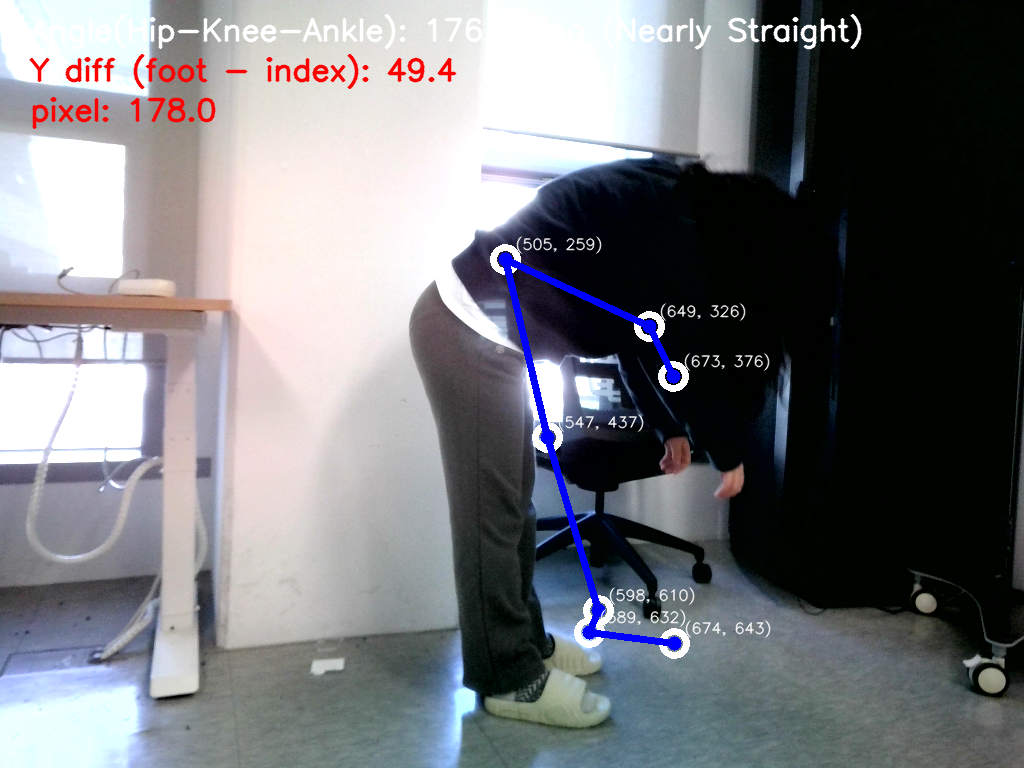 Angle(Hip-Knee-Ankle): 176 (Nearly Straight)
Y diff (foot - index): 49.4
pixel: 178.0
(505, 259)
(649, 326)
(673, 376)
(547, 437)
(598, 610)
(589, 632)
(674, 643)